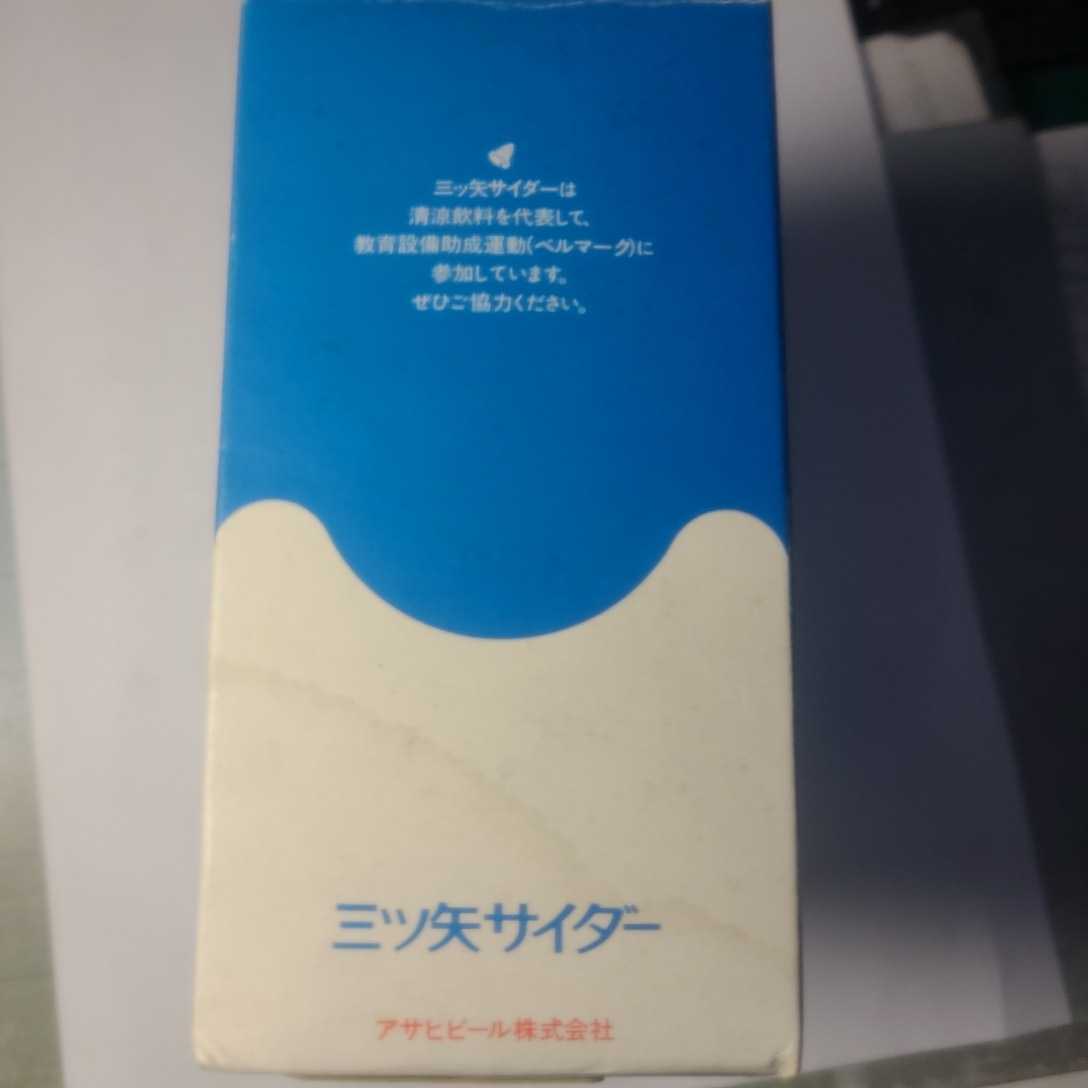 三ッ矢サイダーは
清涼飲料を代表して、
教育設備助成運動(ベルマーク)に
参加しています。
ぜひご協力ください。
三ツ矢サイダー
アサヒビール株式会社